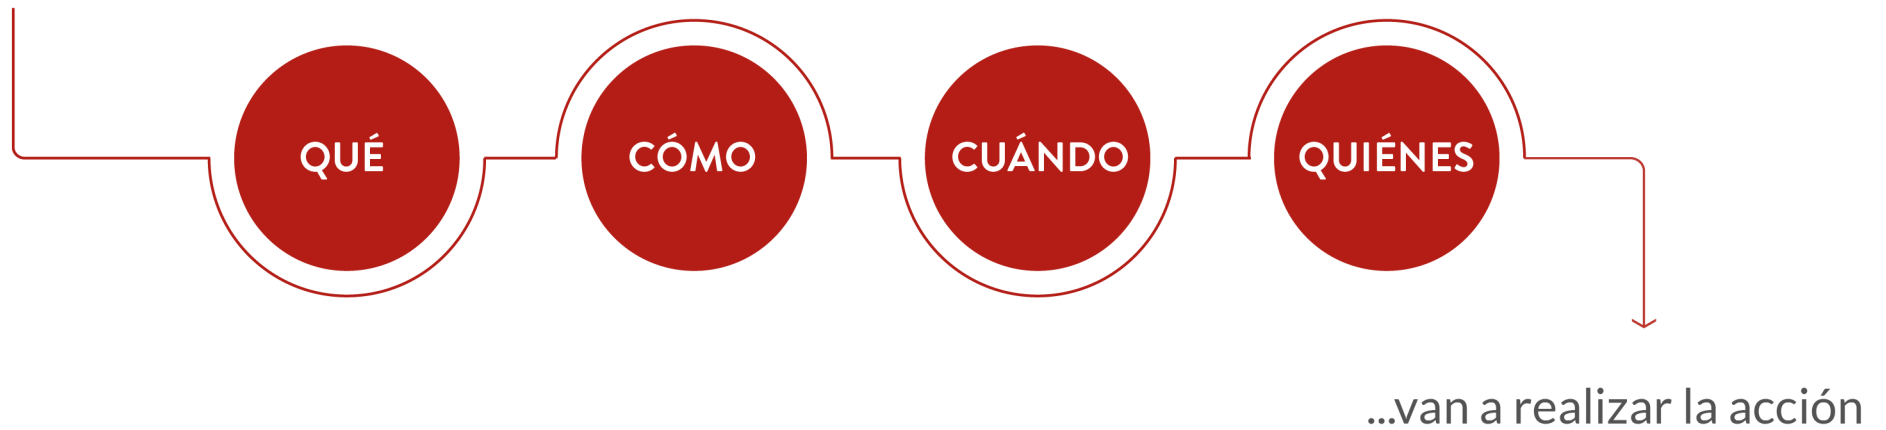 QUÉ
CÓMO
CUÁNDO
QUIÉNES
...van a realizar la acción